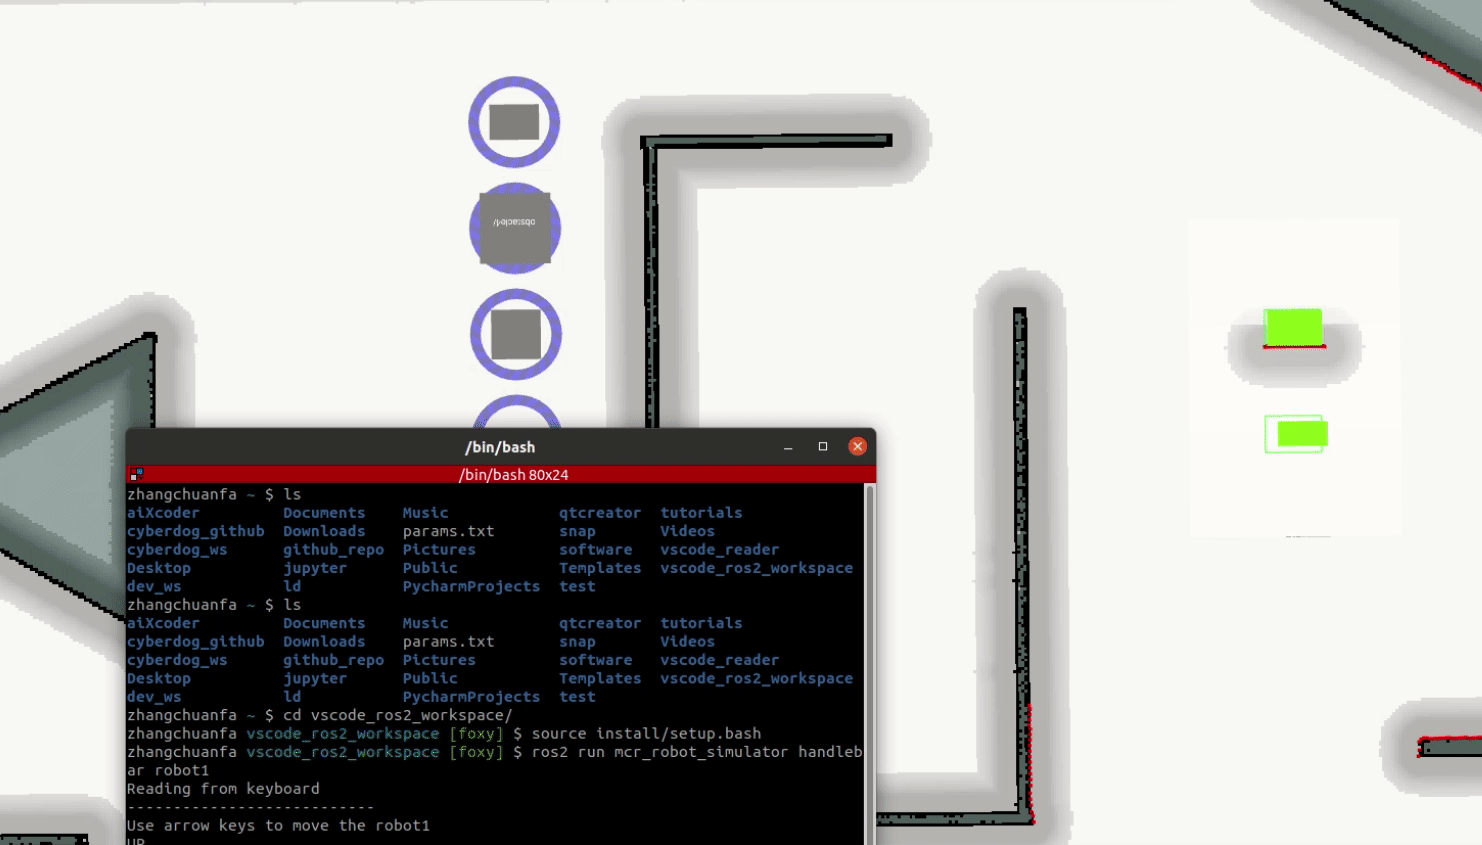 /obstacle4
/bin/bash
/bin/bash 80x24
zhangchuanfa ~ $ ls
aiXcoder Documents Music qtcreator tutorials
cyberdog_github Downloads params.txt snap Videos
cyberdog_ws github_repo Pictures software vscode_reader
Desktop jupyter Public Templates vscode_ros2_workspace
dev_ws ld PycharmProjects test
zhangchuanfa ~ $ ls
aiXcoder Documents Music qtcreator tutorials
cyberdog_github Downloads params.txt snap Videos
cyberdog_ws github_repo Pictures software vscode_reader
Desktop jupyter Public Templates vscode_ros2_workspace
dev_ws ld PycharmProjects test
zhangchuanfa ~ $ cd vscode_ros2_workspace/
zhangchuanfa vscode_ros2_workspace [foxy] $ source install/setup.bash
zhangchuanfa vscode_ros2_workspace [foxy] $ ros2 run mcr_robot_simulator handleb
ar robot1
Reading from keyboard
---------------------------
Use arrow keys to move the robot1
UP